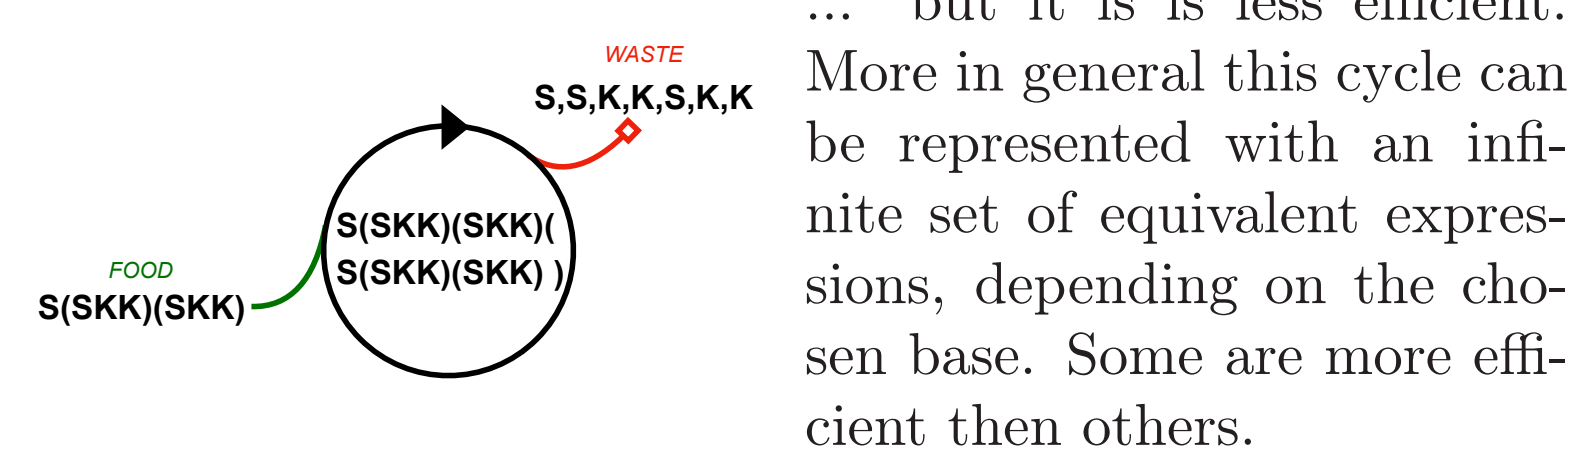 WASTE
S,S,K,K,S,K,K
S(SKK)(SKK)(
S(SKK)(SKK) )
FOOD
S(SKK)(SKK)
... but it is is less efficient.
More in general this cycle can
be represented with an infi-
nite set of equivalent expres-
sions, depending on the cho-
sen base. Some are more effi-
cient then others.